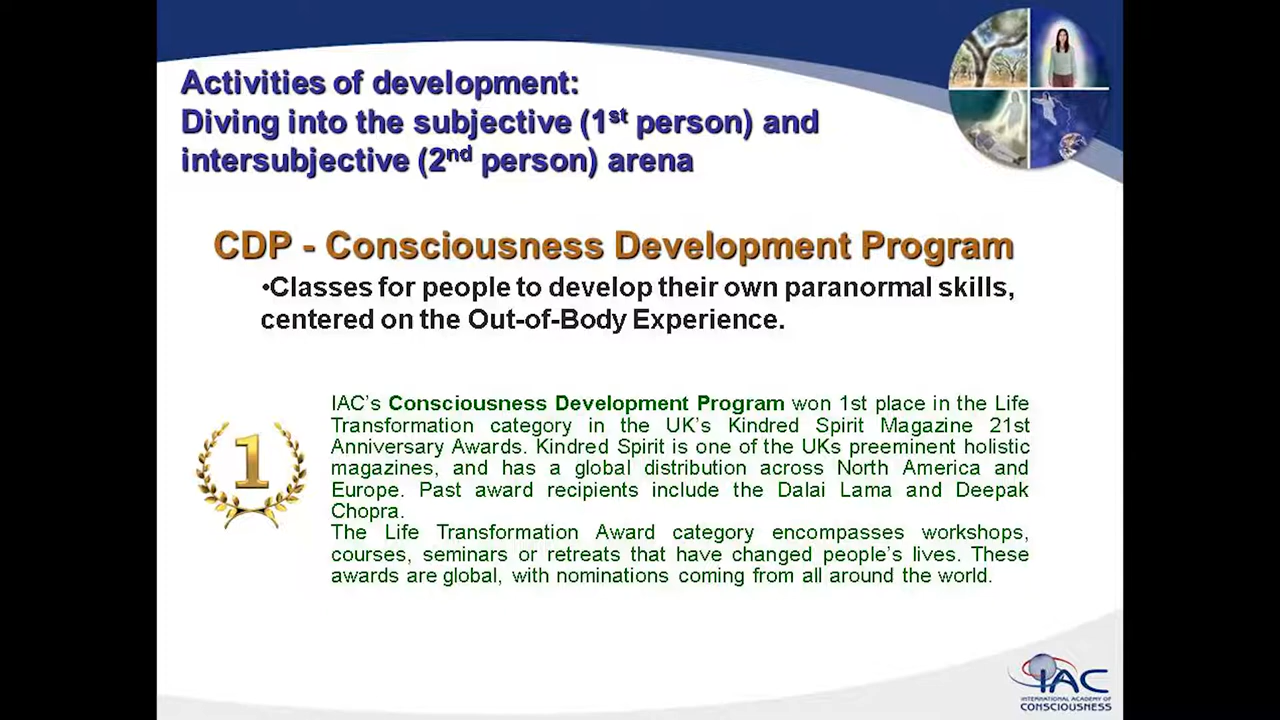 Activities of development:
Diving into the subjective (1st person) and
intersubjective (2nd person) arena
CDP - Consciousness Development Program
•Classes for people to develop their own paranormal skills,
centered on the Out-of-Body Experience.
1
IAC's Consciousness Development Program won 1st place in the Life
Transformation category in the UK's Kindred Spirit Magazine 21st
Anniversary Awards. Kindred Spirit is one of the UKs preeminent holistic
magazines, and has a global distribution across North America and
Europe. Past award recipients include the Dalai Lama and Deepak
Chopra.
The Life Transformation Award category encompasses workshops,
courses, seminars or retreats that have changed people's lives. These
awards are global, with nominations coming from all around the world.
IAC
INTERNATIONAL ACADEMY OF
CONSCIOUSNESS